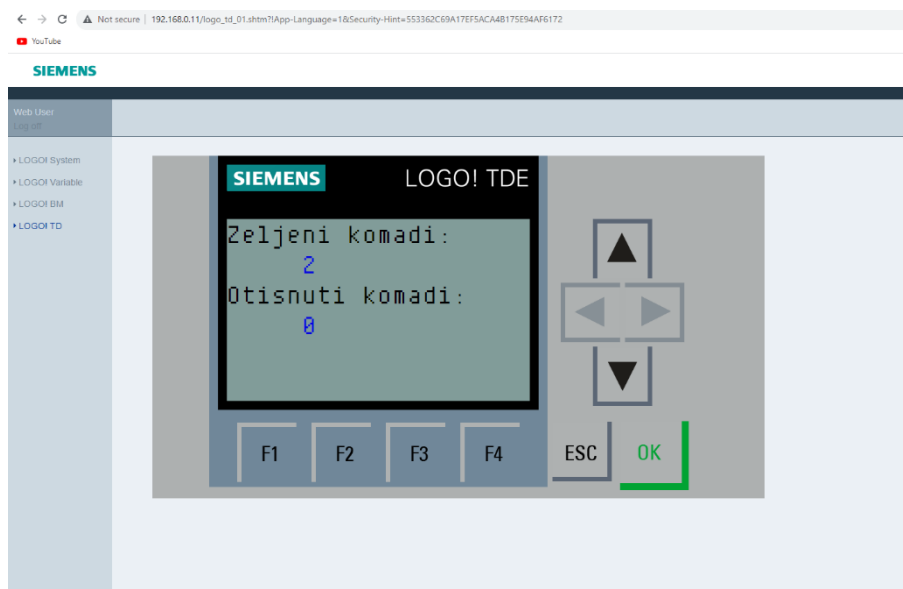 Not secure | 192.168.0.11/logo_td_01.shtm?!App-Language=1&Security-Hint=553362C69A17EF5ACA4B175E94AF6172
YouTube
SIEMENS
Web User
Log off
LOGO! System
LOGO! Variable
LOGO! BM
LOGO! TD
SIEMENS LOGO! TDE
Zeljeni komadi:
2
Otisnuti komadi:
0
F1 F2 F3 F4 ESC OK